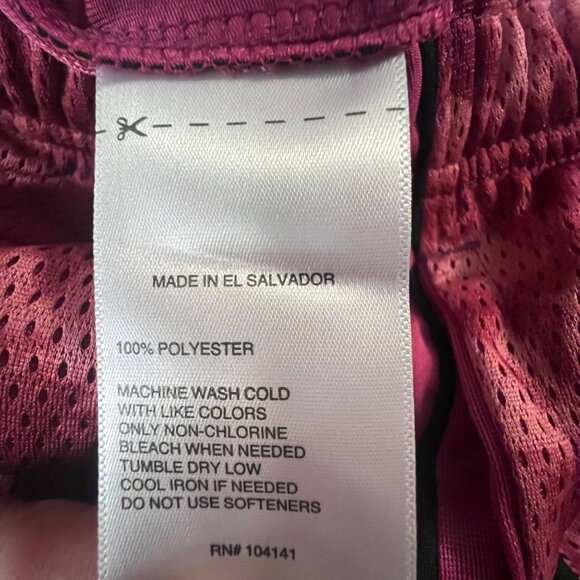 MADE IN EL SALVADOR
100% POLYESTER
MACHINE WASH COLD
WITH LIKE COLORS
ONLY NON-CHLORINE
BLEACH WHEN NEEDED
TUMBLE DRY LOW
COOL IRON IF NEEDED
DO NOT USE SOFTENERS
RN# 104141